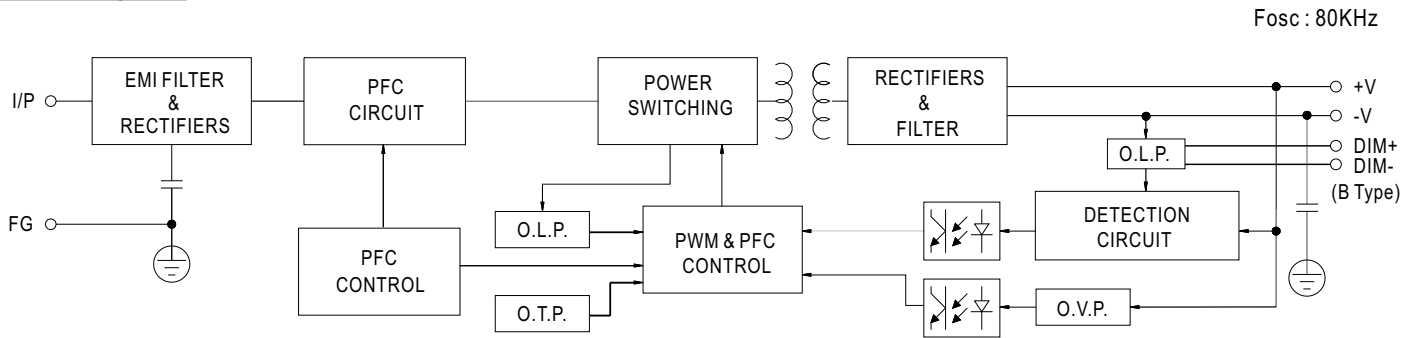 Fosc : 80KHz
I/P
EMI FILTER
&
RECTIFIERS
PFC
CIRCUIT
POWER
SWITCHING
RECTIFIERS
&
FILTER
+V
-V
O.L.P.
DIM+
DIM-
(B Type)
FG
PFC
CONTROL
O.L.P.
O.T.P.
PWM & PFC
CONTROL
DETECTION
CIRCUIT
O.V.P.